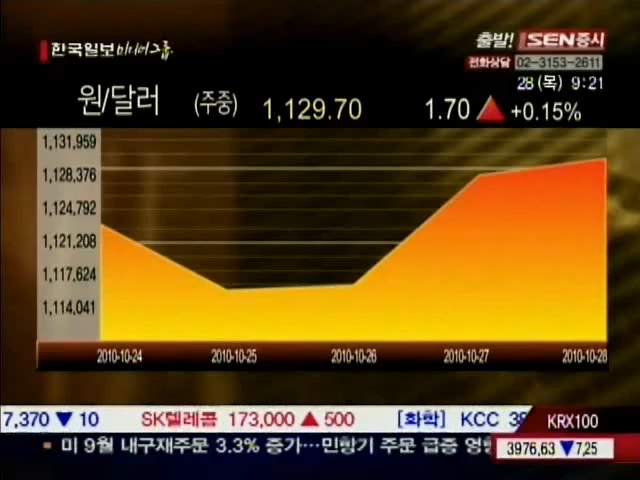 한국일보 미디어그룹
출발! SEN증시
전화상담 02-3153-2611
28(목) 9:21
원/달러 (주중) 1,129.70 1.70 ▲ +0.15%
1,131,959
1,128,376
1,124,792
1,121,208
1,117,624
1,114,041
2010-10-24 2010-10-25 2010-10-26 2010-10-27 2010-10-28
7,370 ▼ 10 SK텔레콤 173,000 ▲ 500 [화학] KCC
KRX100
미 9월 내구재주문 3.3% 증가…민항기 주문 급증
3976,63 ▼7,25